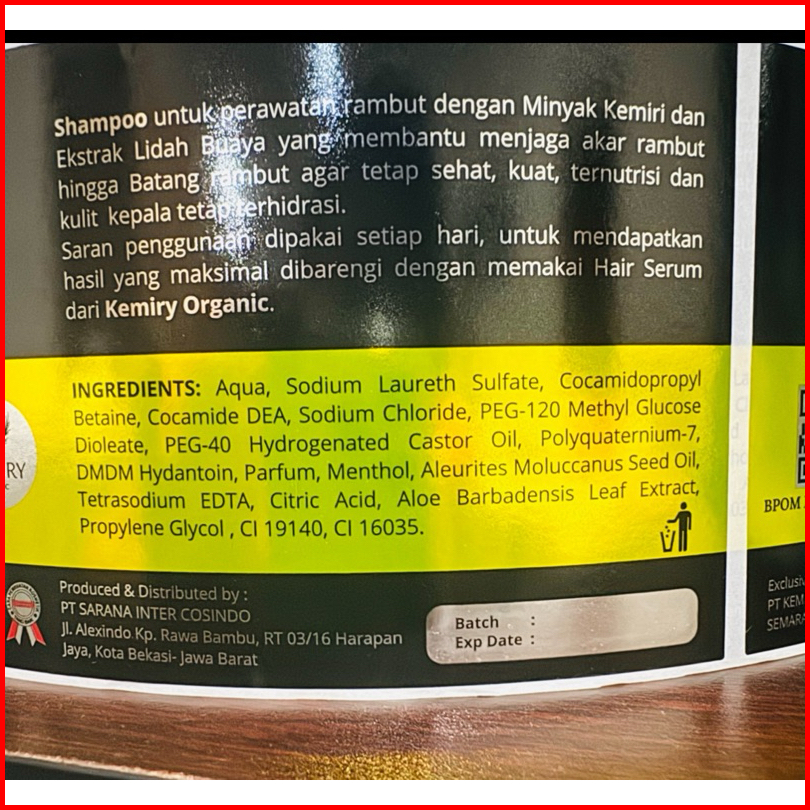 Shampoo untuk perawatan rambut dengan Minyak Kemiri dan
Ekstrak Lidah Buaya yang membantu menjaga akar rambut
hingga Batang rambut agar tetap sehat, kuat, ternutrisi dan
kulit kepala tetap terhidrasi.
Saran penggunaan dipakai setiap hari, untuk mendapatkan
hasil yang maksimal dibarengi dengan memakai Hair Serum
dari Kemiry Organic.
INGREDIENTS: Aqua, Sodium Laureth Sulfate, Cocamidopropyl
Betaine, Cocamide DEA, Sodium Chloride, PEG-120 Methyl Glucose
Dioleate, PEG-40 Hydrogenated Castor Oil, Polyquaternium-7,
DMDM Hydantoin, Parfum, Menthol, Aleurites Moluccanus Seed Oil,
Tetrasodium EDTA, Citric Acid, Aloe Barbadensis Leaf Extract,
Propylene Glycol , CI 19140, CI 16035.
RY
Produced & Distributed by :
PT SARANA INTER COSINDO
Jl. Alexindo Kp. Rawa Bambu, RT 03/16 Harapan
Jaya, Kota Bekasi- Jawa Barat
Batch :
Exp Date :
BPOM
Exclusiv
PT KEM
SEMARA